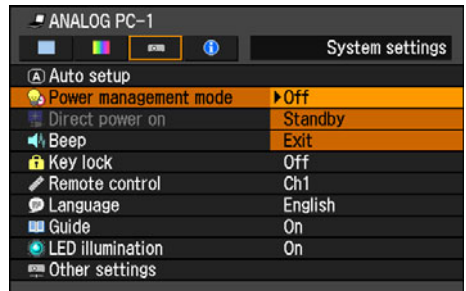 ANALOG PC-1
System settings
A Auto setup
Power management mode Off
Direct power on Standby
Beep Exit
Key lock Off
Remote control Ch1
Language English
Guide On
LED illumination On
Other settings